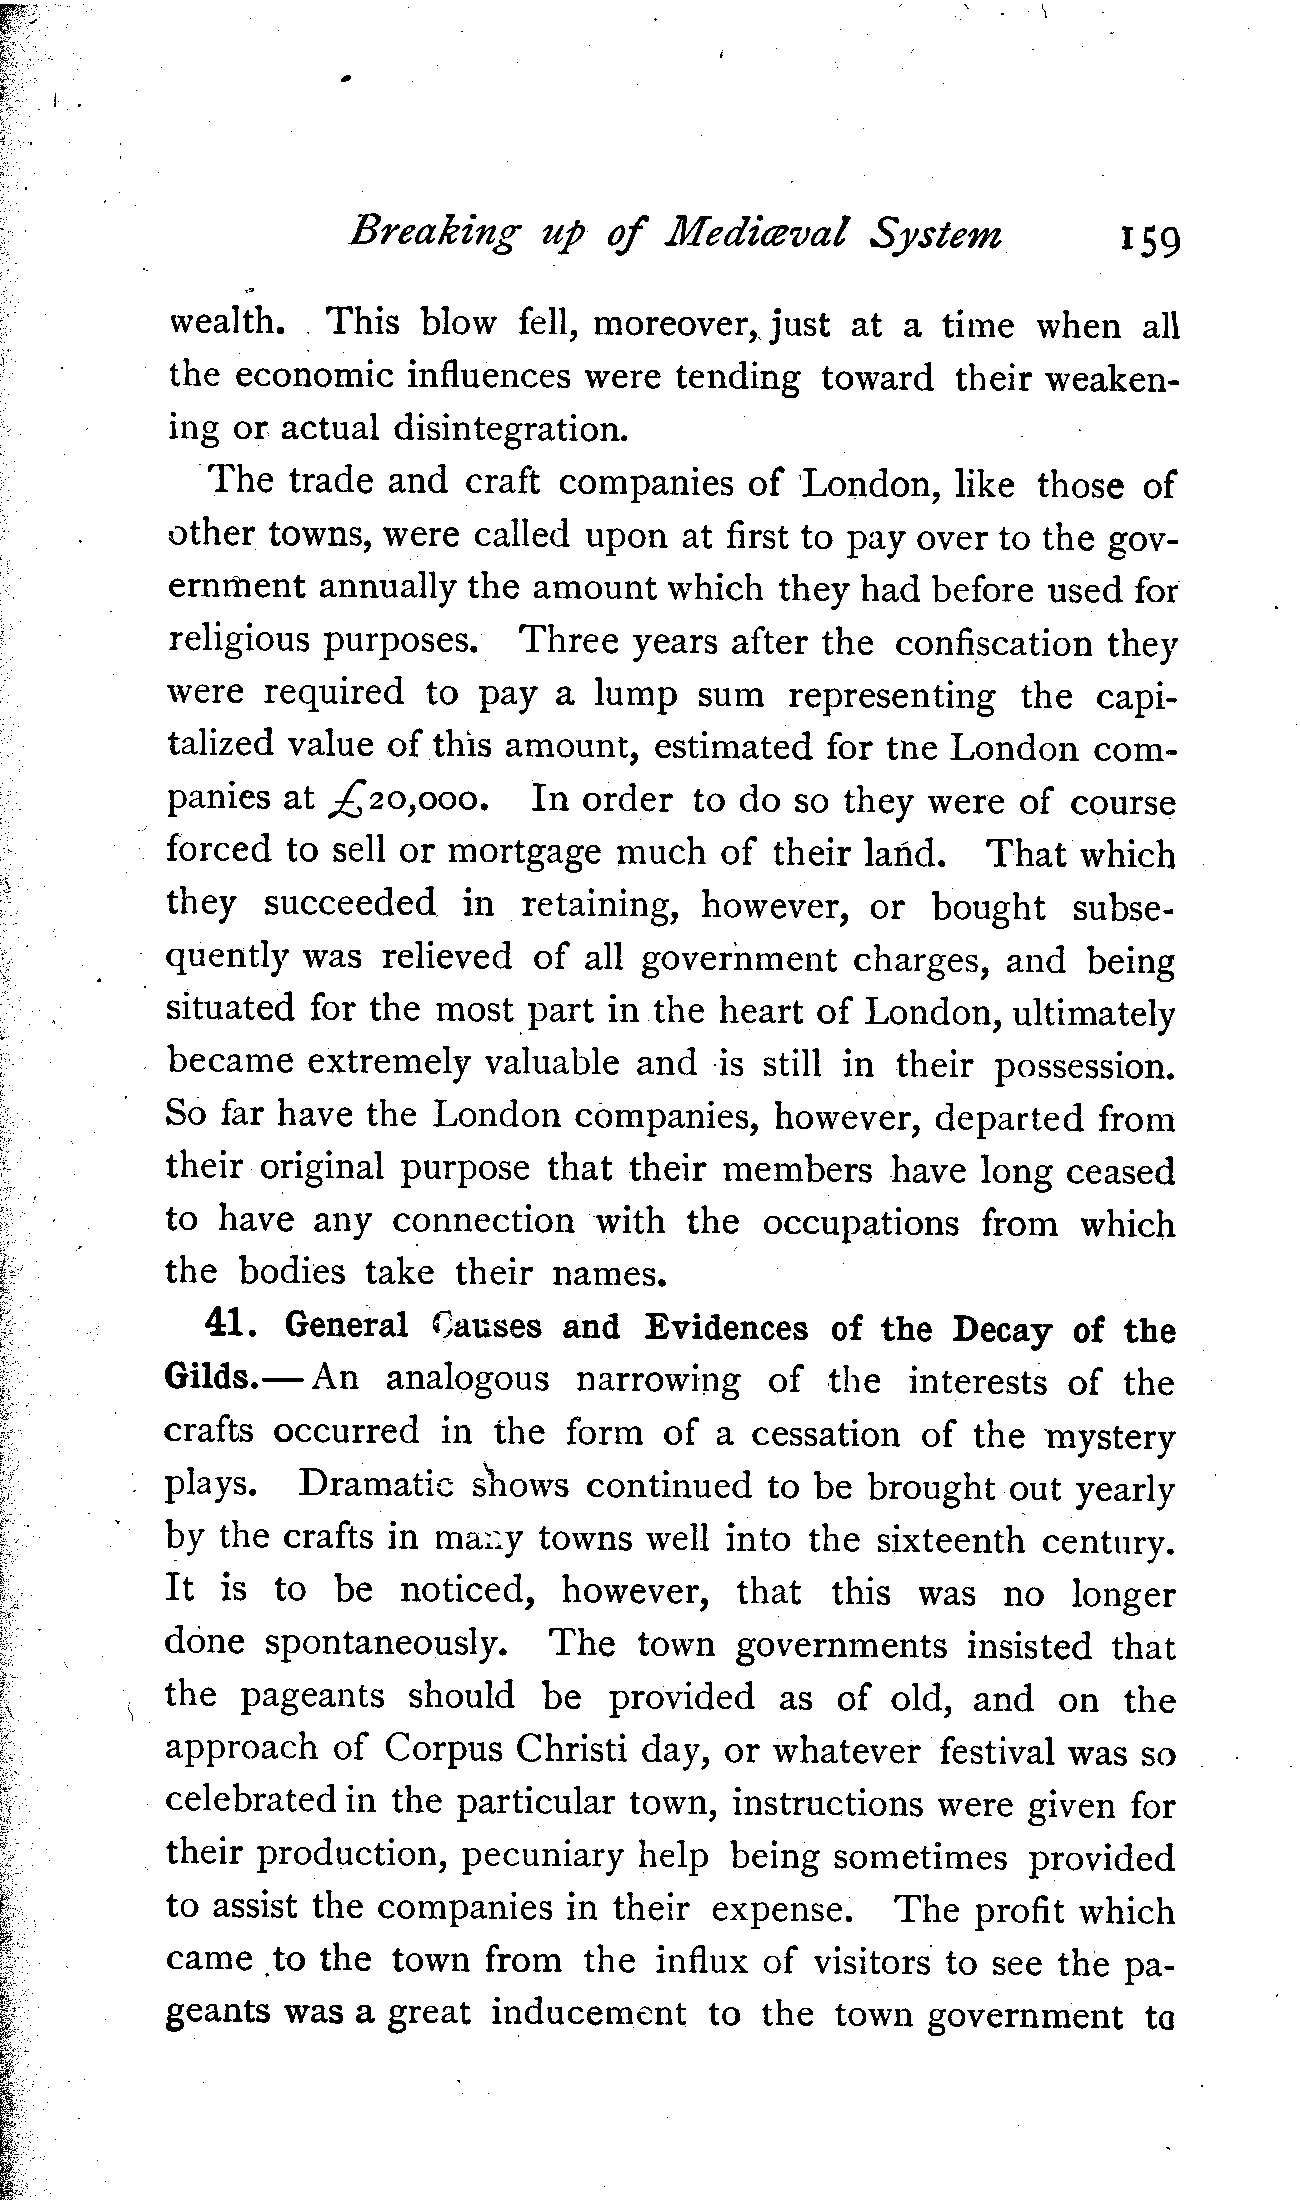 Breaking up of Mediæval System 159
wealth. This blow fell, moreover, just at a time when all
the economic influences were tending toward their weaken-
ing or actual disintegration.
The trade and craft companies of London, like those of
other towns, were called upon at first to pay over to the gov-
ernment annually the amount which they had before used for
religious purposes. Three years after the confiscation they
were required to pay a lump sum representing the capi-
talized value of this amount, estimated for the London com-
panies at £20,000. In order to do so they were of course
forced to sell or mortgage much of their land. That which
they succeeded in retaining, however, or bought subse-
quently was relieved of all government charges, and being
situated for the most part in the heart of London, ultimately
became extremely valuable and is still in their possession.
So far have the London companies, however, departed from
their original purpose that their members have long ceased
to have any connection with the occupations from which
the bodies take their names.
41. General Causes and Evidences of the Decay of the
Gilds.—An analogous narrowing of the interests of the
crafts occurred in the form of a cessation of the mystery
plays. Dramatic shows continued to be brought out yearly
by the crafts in many towns well into the sixteenth century.
It is to be noticed, however, that this was no longer
done spontaneously. The town governments insisted that
the pageants should be provided as of old, and on the
approach of Corpus Christi day, or whatever festival was so
celebrated in the particular town, instructions were given for
their production, pecuniary help being sometimes provided
to assist the companies in their expense. The profit which
came to the town from the influx of visitors to see the pa-
geants was a great inducement to the town government to